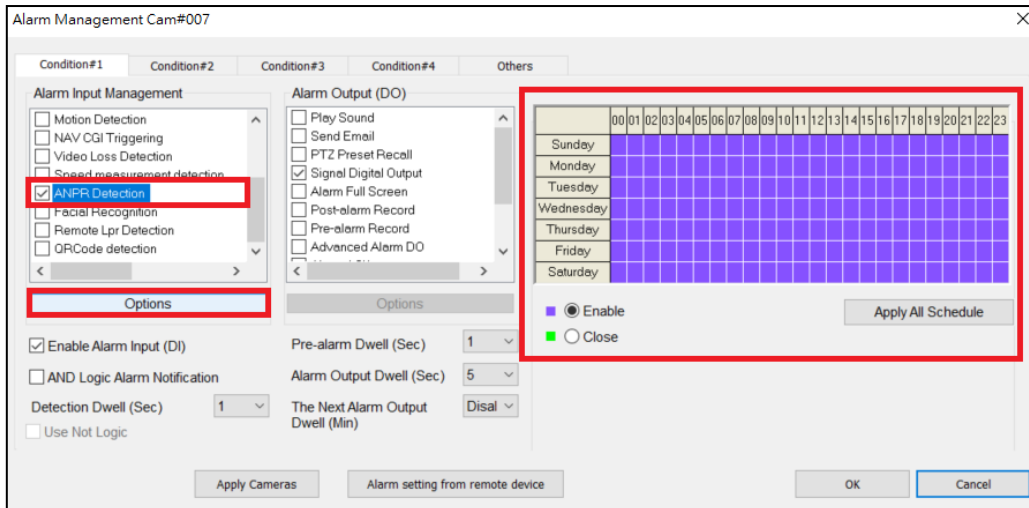 Alarm Management Cam#007
Condition#1 Condition#2 Condition#3 Condition#4 Others
Alarm Input Management
Motion Detection
NAV CGI Triggering
Video Loss Detection
Speed measurement detection
ANPR Detection
Facial Recognition
Remote Lpr Detection
QRCode detection
Options
Enable Alarm Input (DI)
AND Logic Alarm Notification
Detection Dwell (Sec) 1
Use Not Logic
Alarm Output (DO)
Play Sound
Send Email
PTZ Preset Recall
Signal Digital Output
Alarm Full Screen
Post-alarm Record
Pre-alarm Record
Advanced Alarm DO
Options
Pre-alarm Dwell (Sec) 1
Alarm Output Dwell (Sec) 5
The Next Alarm Output Disal
Dwell (Min)
00 01 02 03 04 05 06 07 08 09 10 11 12 13 14 15 16 17 18 19 20 21 22 23
Sunday
Monday
Tuesday
Wednesday
Thursday
Friday
Saturday
Enable
Close
Apply All Schedule
Apply Cameras Alarm setting from remote device OK Cancel